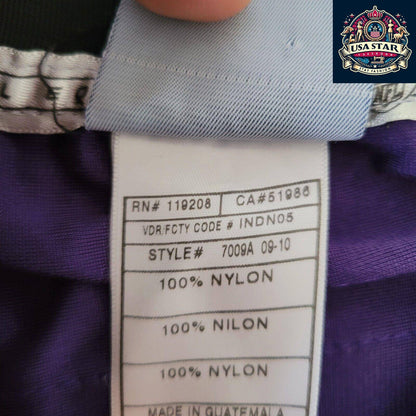 USA STAR
NFL
RN# 119208 CA#51986
VDR/FCTY CODE # INDN05
STYLE# 7009A 09-10
100% NYLON
100% NILON
100% NYLON
MADE IN GUATEMALA